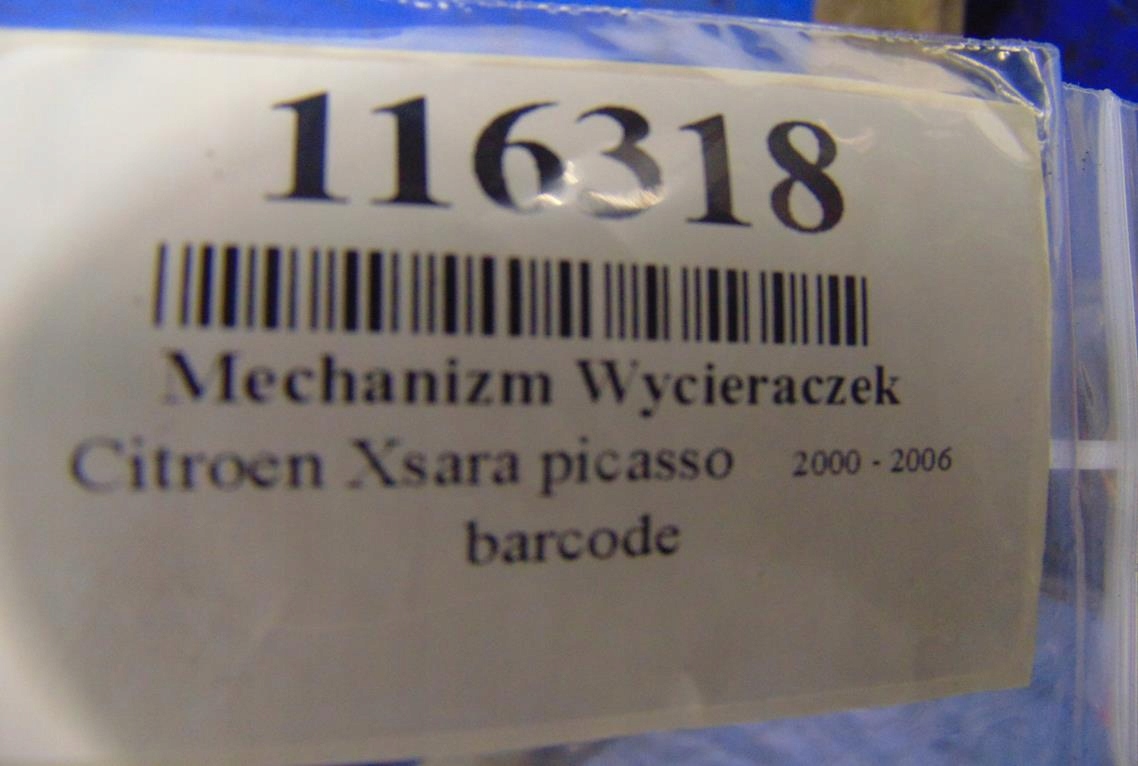 116318
Mechanizm Wycieraczek
Citroen Xsara picasso 2000 - 2006
barcode